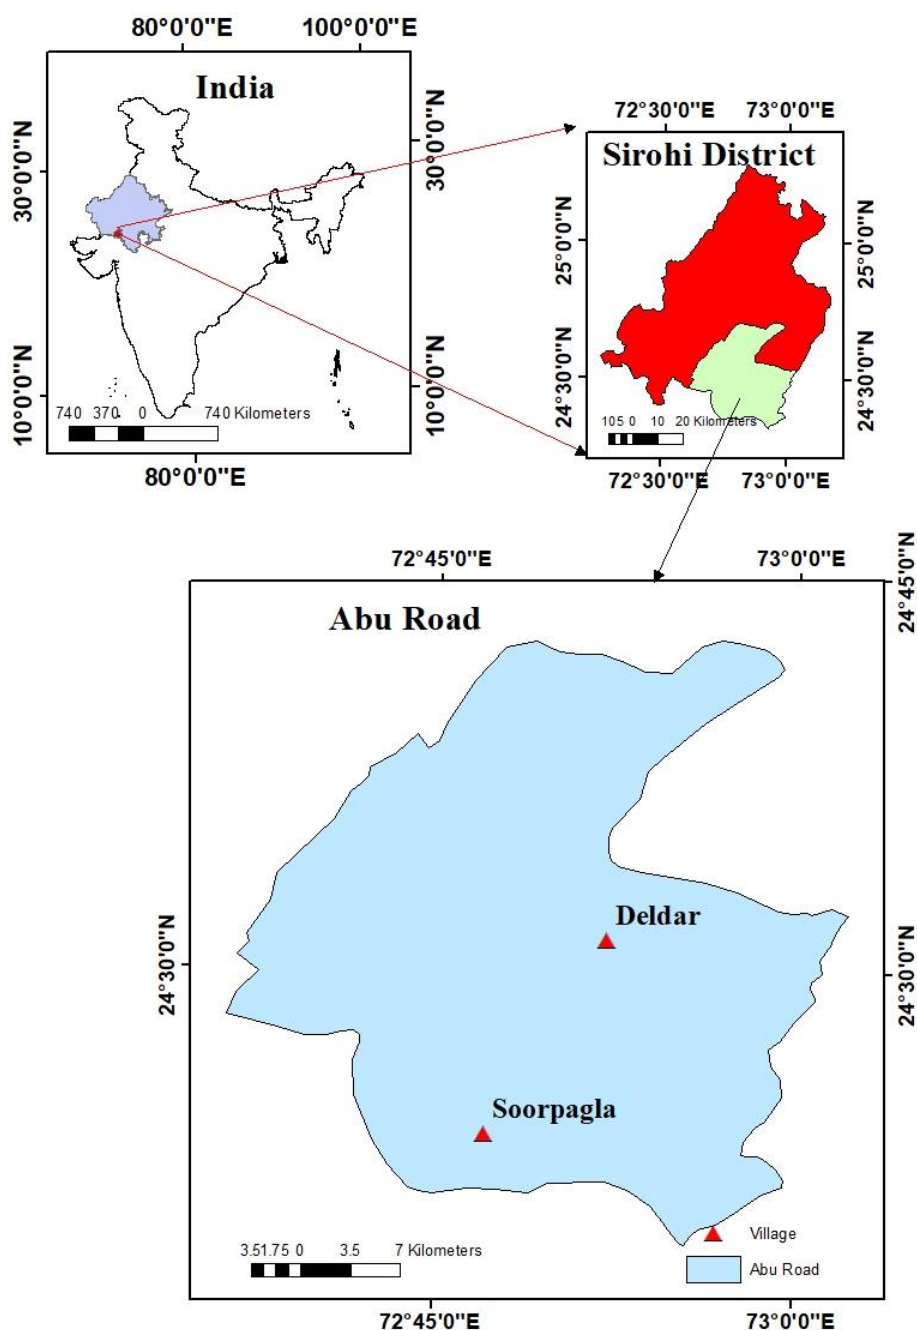 80°0'0"E 100°0'0"E
India
30°0'0"N
30°0'0"N
10°0'0"N
10°0'0"N
740 370 0 740 Kilometers
80°0'0"E
72°30'0"E 73°0'0"E
Sirohi District
25°0'0"N
25°0'0"N
24°30'0"N
24°30'0"N
105 0 10 20 Kilometers
72°30'0"E 73°0'0"E
72°45'0"E 73°0'0"E
24°45'0"N
Abu Road
Deldar
24°30'0"N
24°30'0"N
Soorpagla
3.51.75 0 3.5 7 Kilometers
Village
Abu Road
72°45'0"E 73°0'0"E